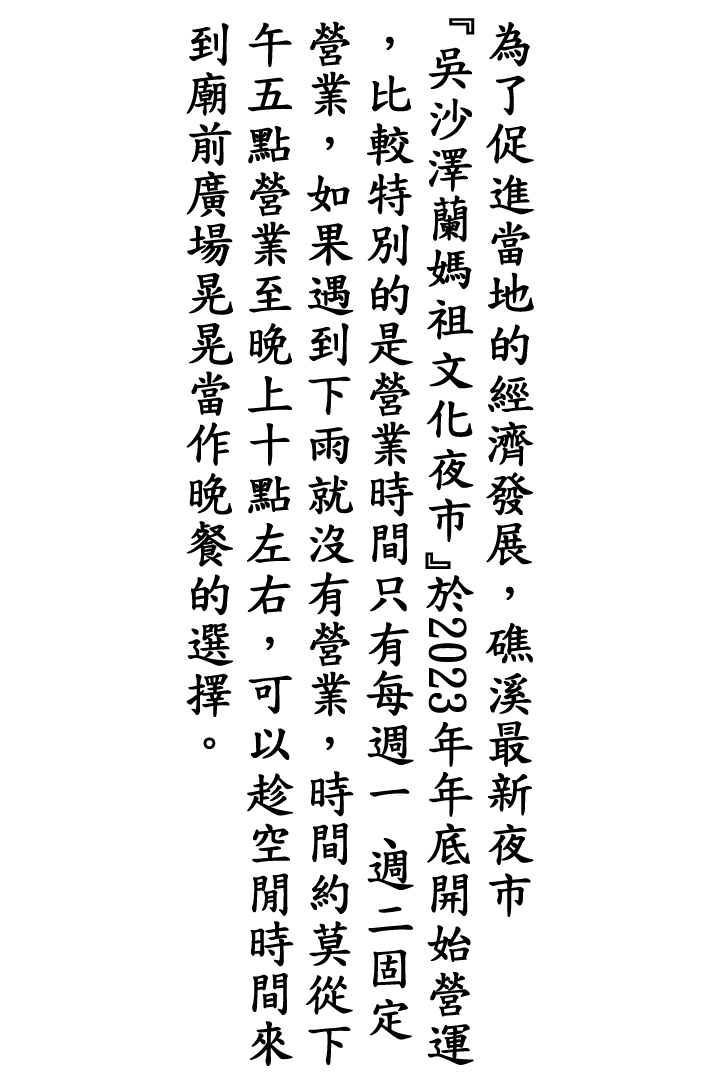 為了促進當地的經濟發展，礁溪最新夜市
『吳沙澤蘭媽祖文化夜市』於2023年年底開始營運
，比較特別的是營業時間只有每週一、週二固定
營業，如果遇到下雨就沒有營業，時間約莫從下
午五點營業至晚上十點左右，可以趁空閒時間來
到廟前廣場晃晃當作晚餐的選擇。